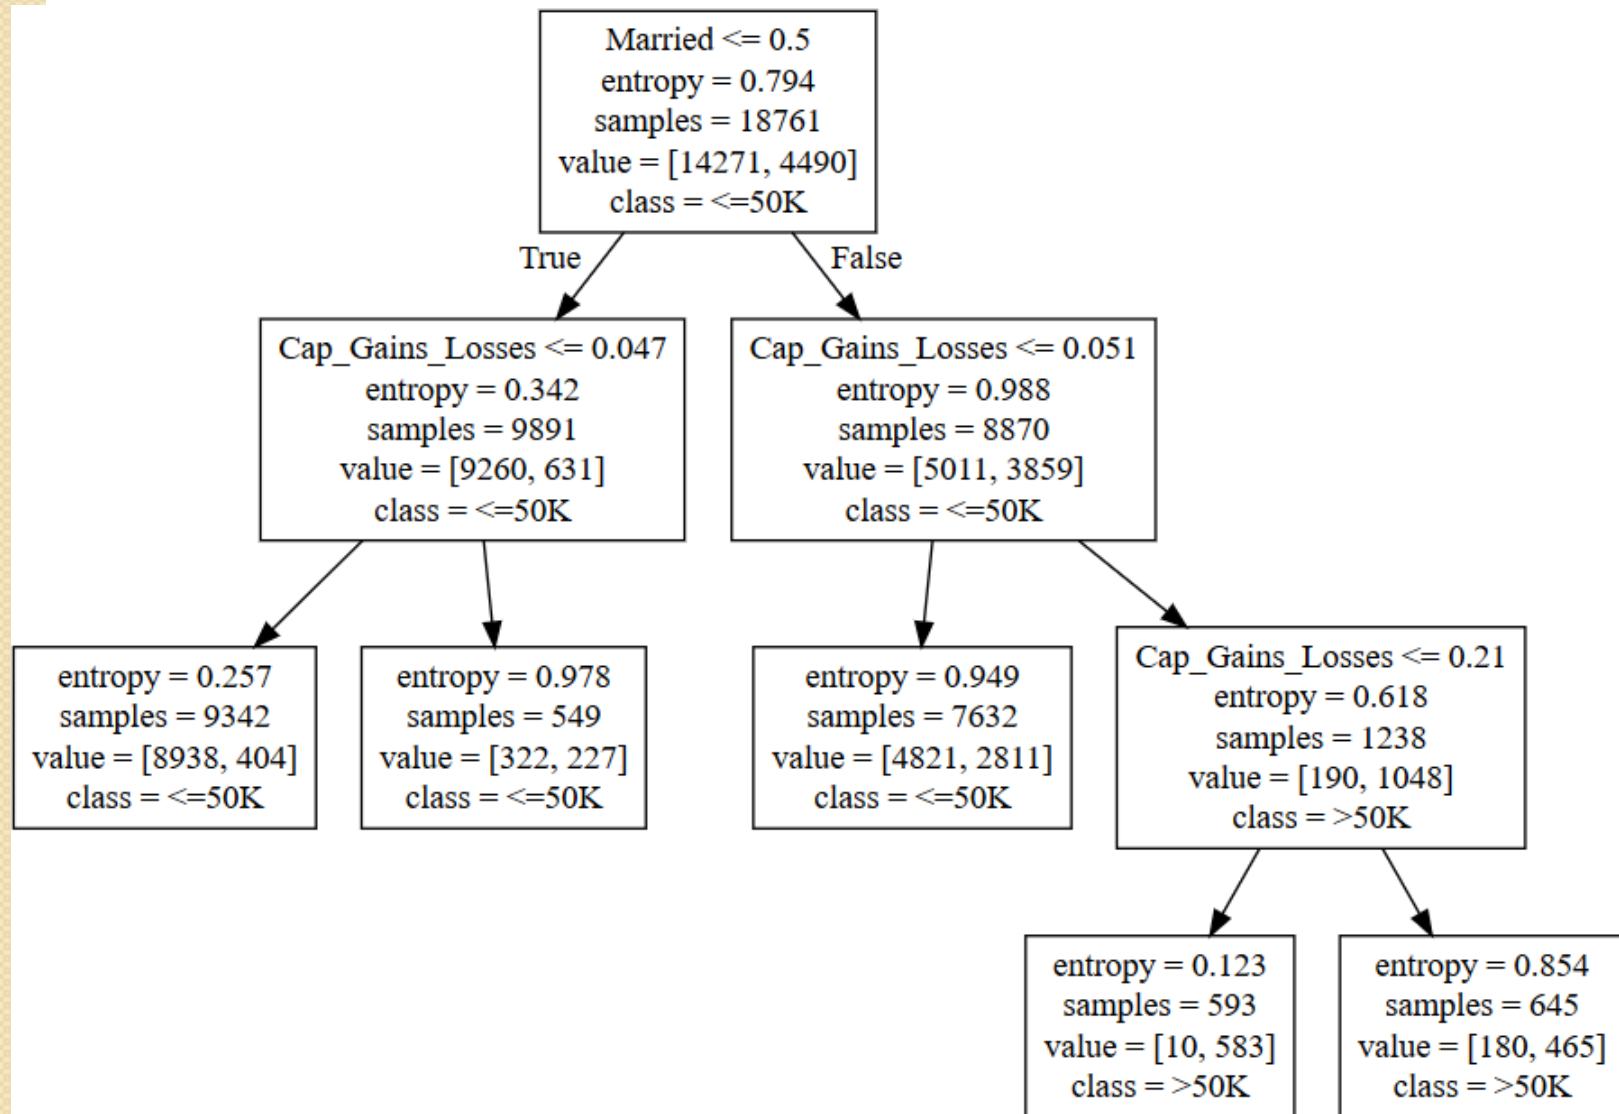 Married <= 0.5
entropy = 0.794
samples = 18761
value = [14271, 4490]
class = <=50K
True
False
Cap_Gains_Losses <= 0.047
entropy = 0.342
samples = 9891
value = [9260, 631]
class = <=50K
Cap_Gains_Losses <= 0.051
entropy = 0.988
samples = 8870
value = [5011, 3859]
class = <=50K
entropy = 0.257
samples = 9342
value = [8938, 404]
class = <=50K
entropy = 0.978
samples = 549
value = [322, 227]
class = <=50K
entropy = 0.949
samples = 7632
value = [4821, 2811]
class = <=50K
Cap_Gains_Losses <= 0.21
entropy = 0.618
samples = 1238
value = [190, 1048]
class = >50K
entropy = 0.123
samples = 593
value = [10, 583]
class = >50K
entropy = 0.854
samples = 645
value = [180, 465]
class = >50K